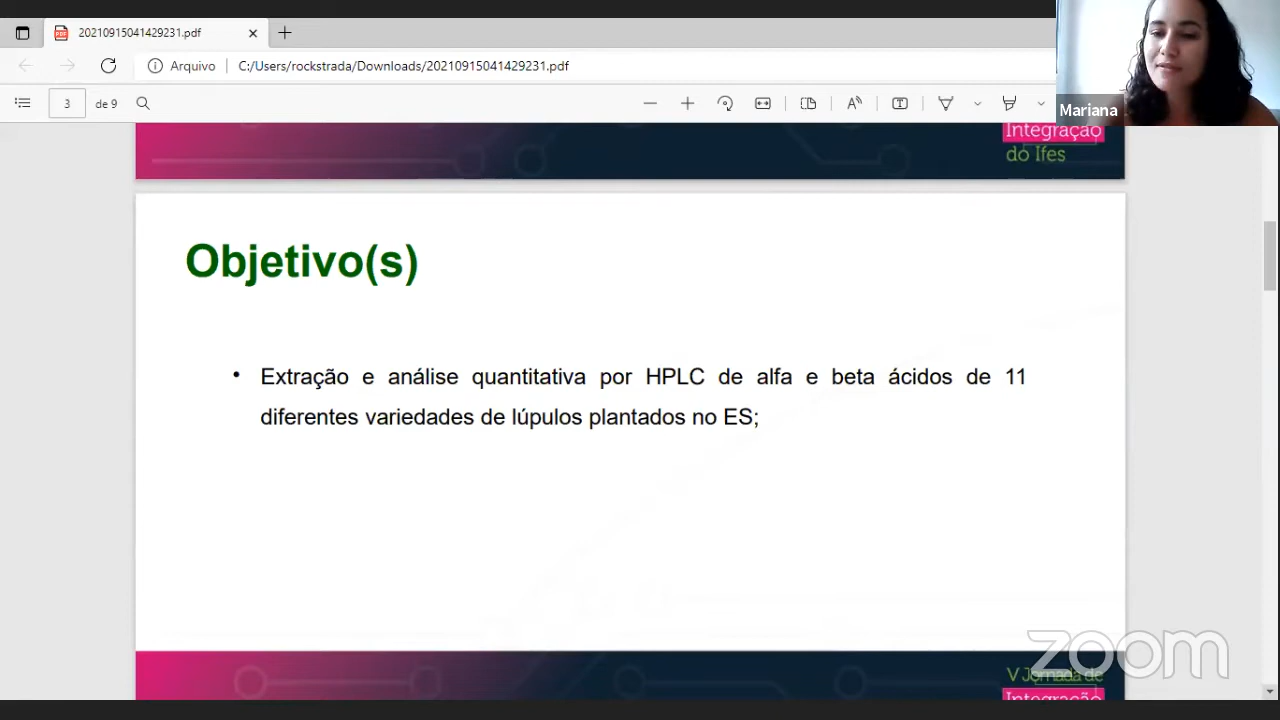 20210915041429231.pdf
Arquivo
C:/Users/rockstrada/Downloads/20210915041429231.pdf
3 de 9
Mariana
Integração
do Ifes
Objetivo(s)
• Extração e análise quantitativa por HPLC de alfa e beta ácidos de 11
diferentes variedades de lúpulos plantados no ES;
zoom
V Jornada de
Integração